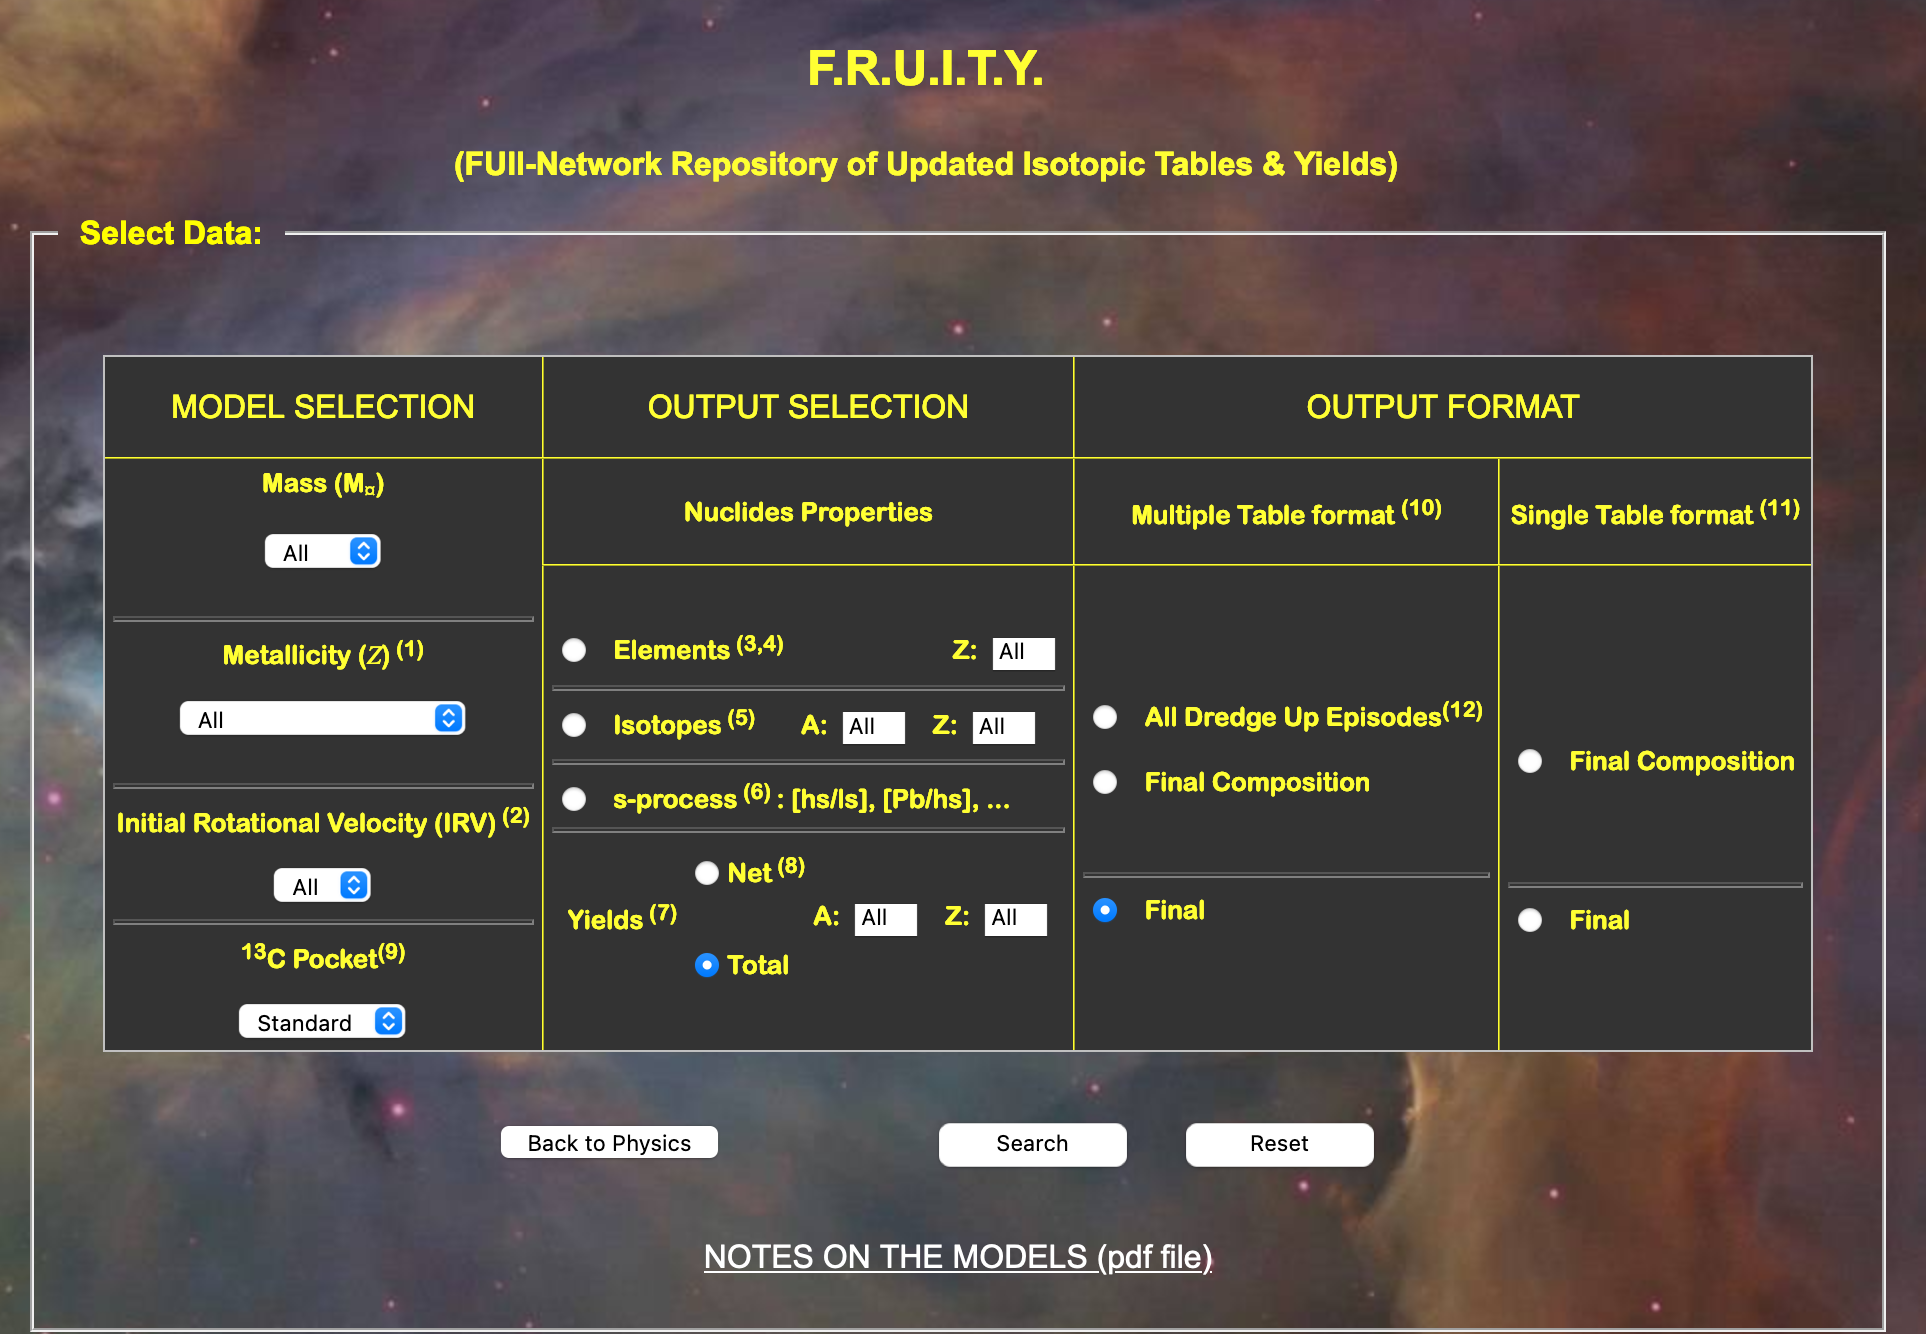 F.R.U.I.T.Y.
(FUll-Network Repository of Updated Isotopic Tables & Yields)
Select Data:
MODEL SELECTION
OUTPUT SELECTION
OUTPUT FORMAT
Mass (M¤)
All
Metallicity (Z) (1)
All
Initial Rotational Velocity (IRV) (2)
All
13C Pocket(9)
Standard
Nuclides Properties
Elements (3,4) Z: All
Isotopes (5) A: All Z: All
s-process (6) : [hs/ls], [Pb/hs], ...
Net (8)
Yields (7) A: All Z: All
Total
Multiple Table format (10)
All Dredge Up Episodes(12)
Final Composition
Final
Single Table format (11)
Final Composition
Final
Back to Physics
Search
Reset
NOTES ON THE MODELS (pdf file)